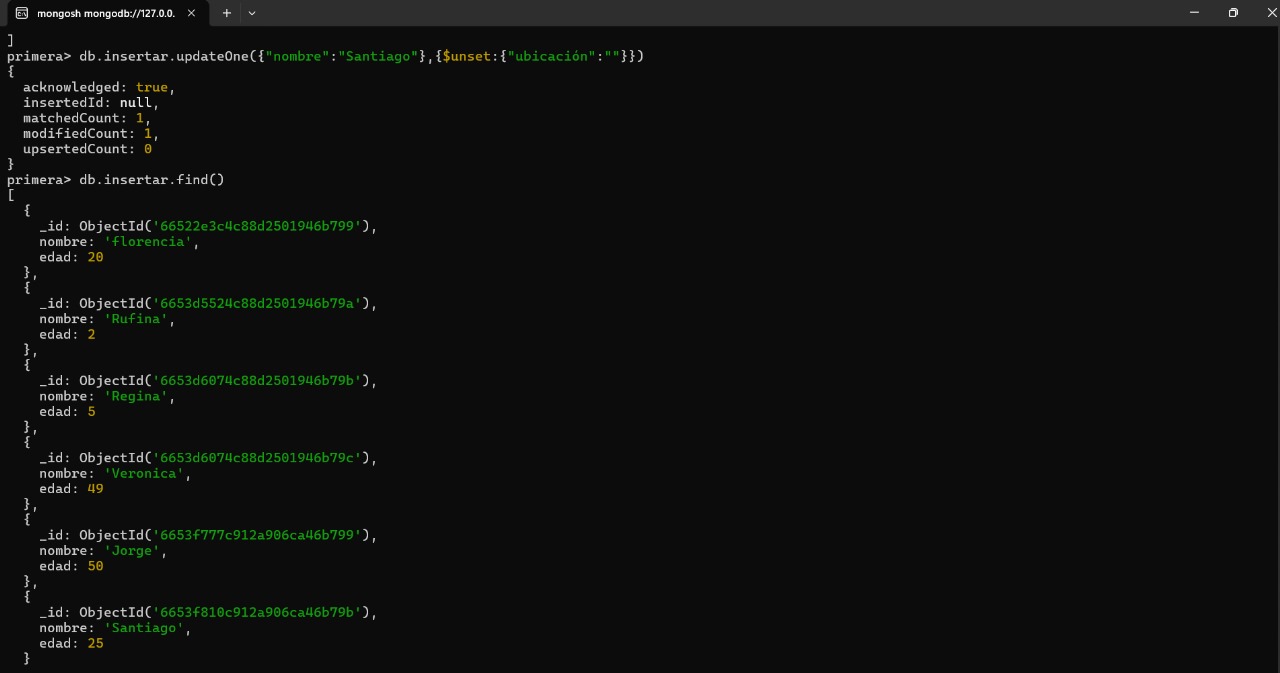 mongosh mongodb://127.0.0.
]
primera> db.insertar.updateOne({"nombre":"Santiago"},{$unset:{"ubicación":""}})
{
  acknowledged: true,
  insertedId: null,
  matchedCount: 1,
  modifiedCount: 1,
  upsertedCount: 0
}
primera> db.insertar.find()
[
  {
    _id: ObjectId('66522e3c4c88d2501946b799'),
    nombre: 'florencia',
    edad: 20
  },
  {
    _id: ObjectId('6653d5524c88d2501946b79a'),
    nombre: 'Rufina',
    edad: 2
  },
  {
    _id: ObjectId('6653d6074c88d2501946b79b'),
    nombre: 'Regina',
    edad: 5
  },
  {
    _id: ObjectId('6653d6074c88d2501946b79c'),
    nombre: 'Veronica',
    edad: 49
  },
  {
    _id: ObjectId('6653f777c912a906ca46b799'),
    nombre: 'Jorge',
    edad: 50
  },
  {
    _id: ObjectId('6653f810c912a906ca46b79b'),
    nombre: 'Santiago',
    edad: 25
  }